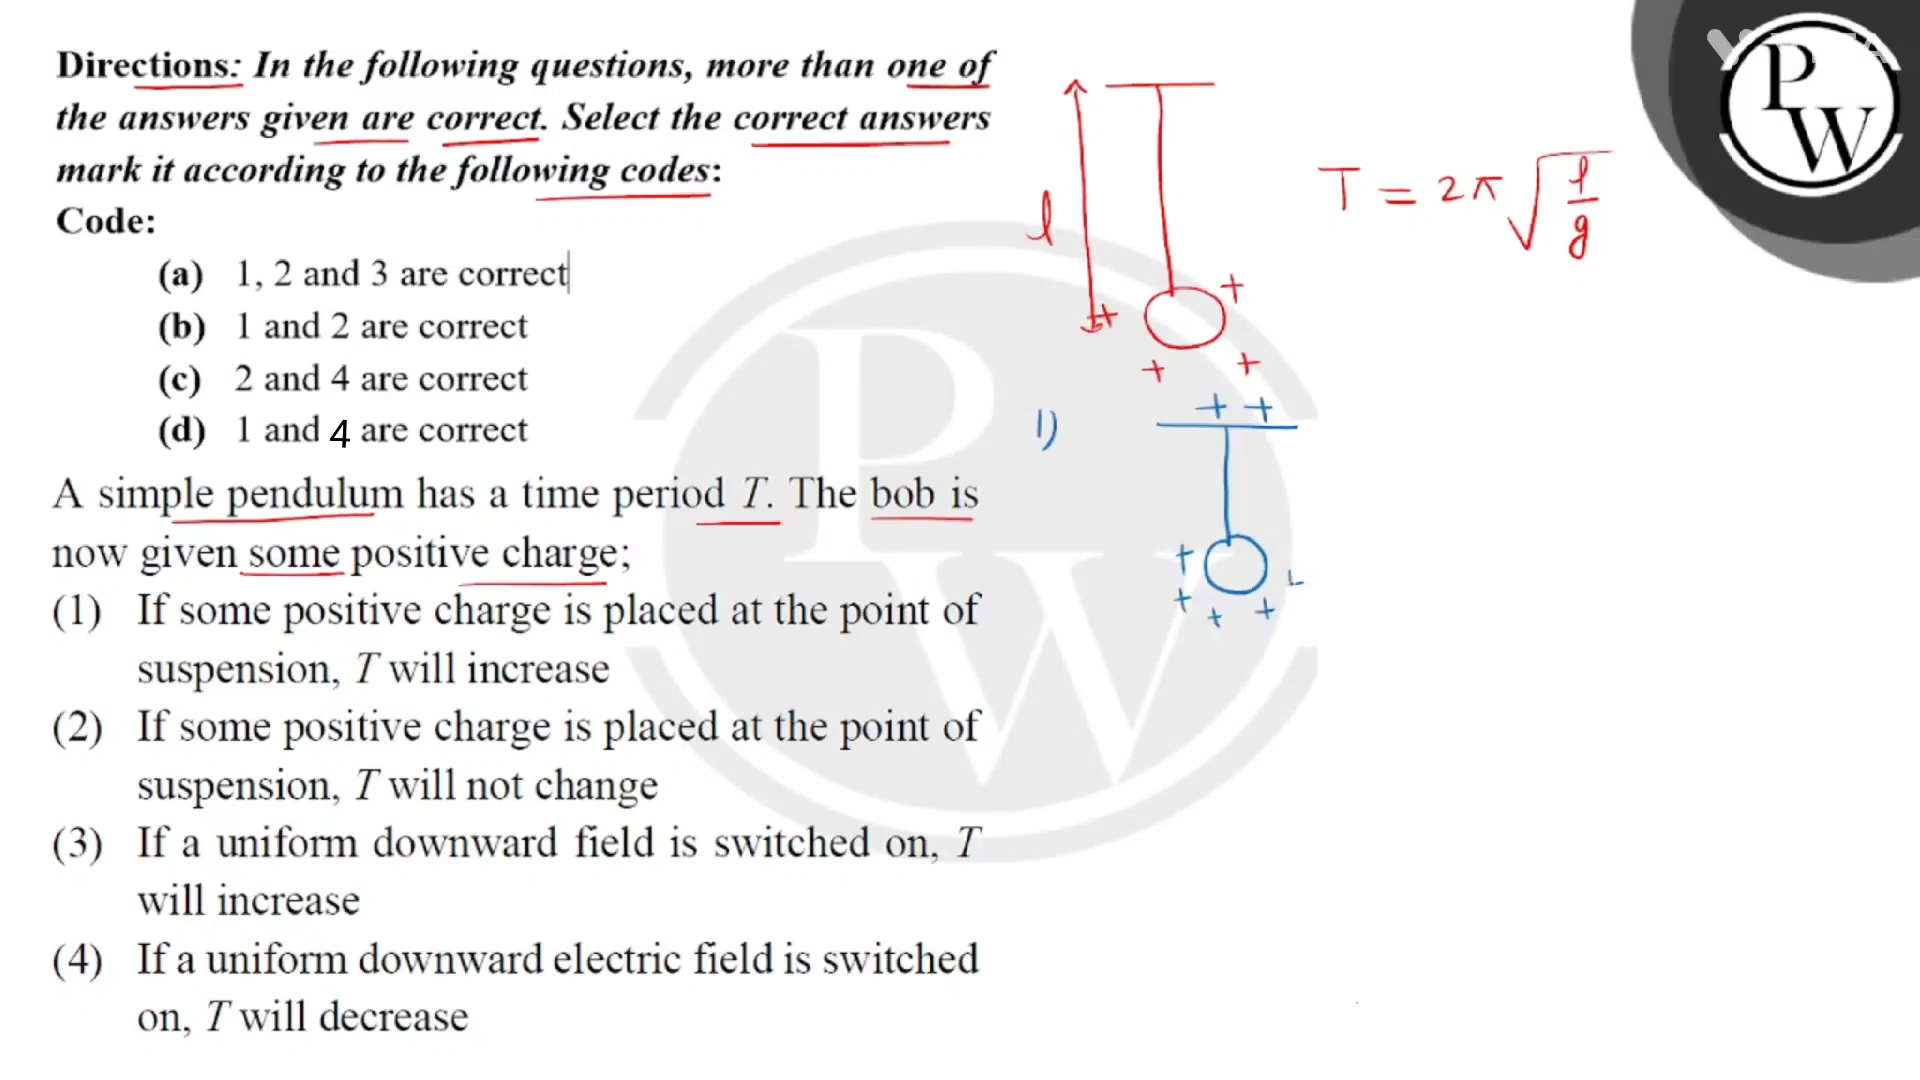 Directions: In the following questions, more than one of
the answers given are correct. Select the correct answers
mark it according to the following codes:
Code:
(a) 1, 2 and 3 are correct
(b) 1 and 2 are correct
(c) 2 and 4 are correct
(d) 1 and 4 are correct
A simple pendulum has a time period T. The bob is
now given some positive charge;
(1) If some positive charge is placed at the point of
suspension, T will increase
(2) If some positive charge is placed at the point of
suspension, T will not change
(3) If a uniform downward field is switched on, T
will increase
(4) If a uniform downward electric field is switched
on, T will decrease
l
+
+
+ +
T = 2π √(l/g)
1)
+ +
+
+ + +
PW
PW